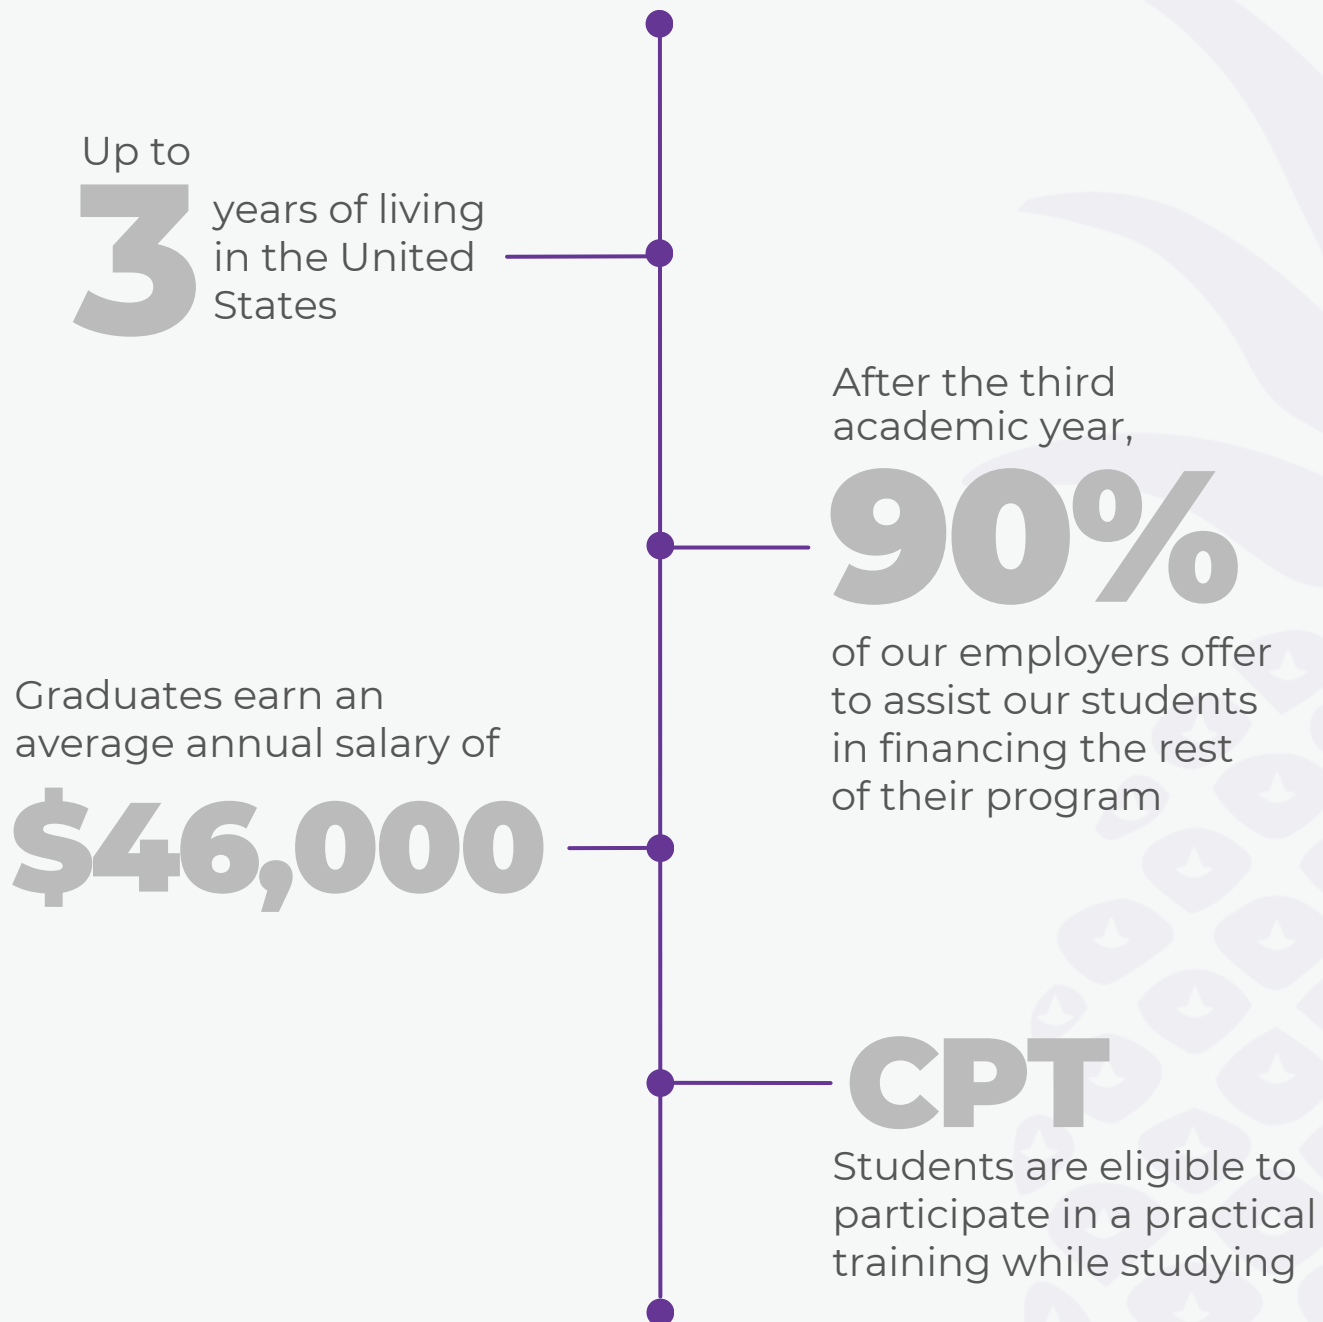 Up to
3
years of living
in the United
States
After the third
academic year,
90%
of our employers offer
to assist our students
in financing the rest
of their program
Graduates earn an
average annual salary of
$46,000
CPT
Students are eligible to
participate in a practical
training while studying